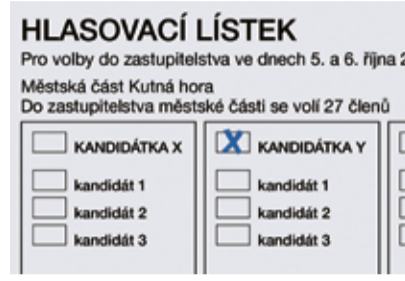 HLASOVACÍ LÍSTEK
Pro volby do zastupitelstva ve dnech 5. a 6. října
Městská část Kutná hora
Do zastupitelstva městské části se volí 27 členů
KANDIDÁTKA X
kandidát 1
kandidát 2
kandidát 3
X KANDIDÁTKA Y
kandidát 1
kandidát 2
kandidát 3